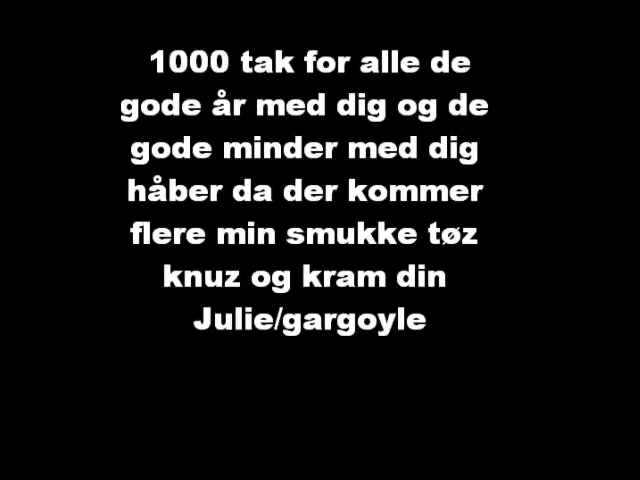 1000 tak for alle de
gode år med dig og de
gode minder med dig
håber da der kommer
flere min smukke tøz
knuz og kram din
Julie/gargoyle